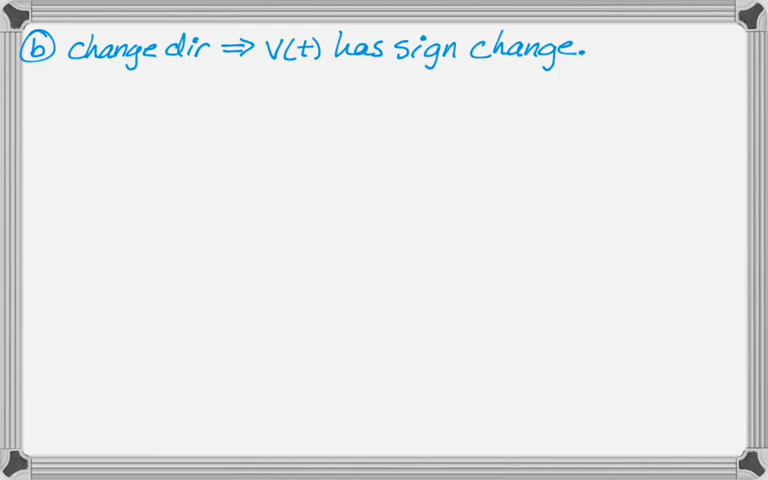 ⓑ change dir ⇒ v(t) has sign change.